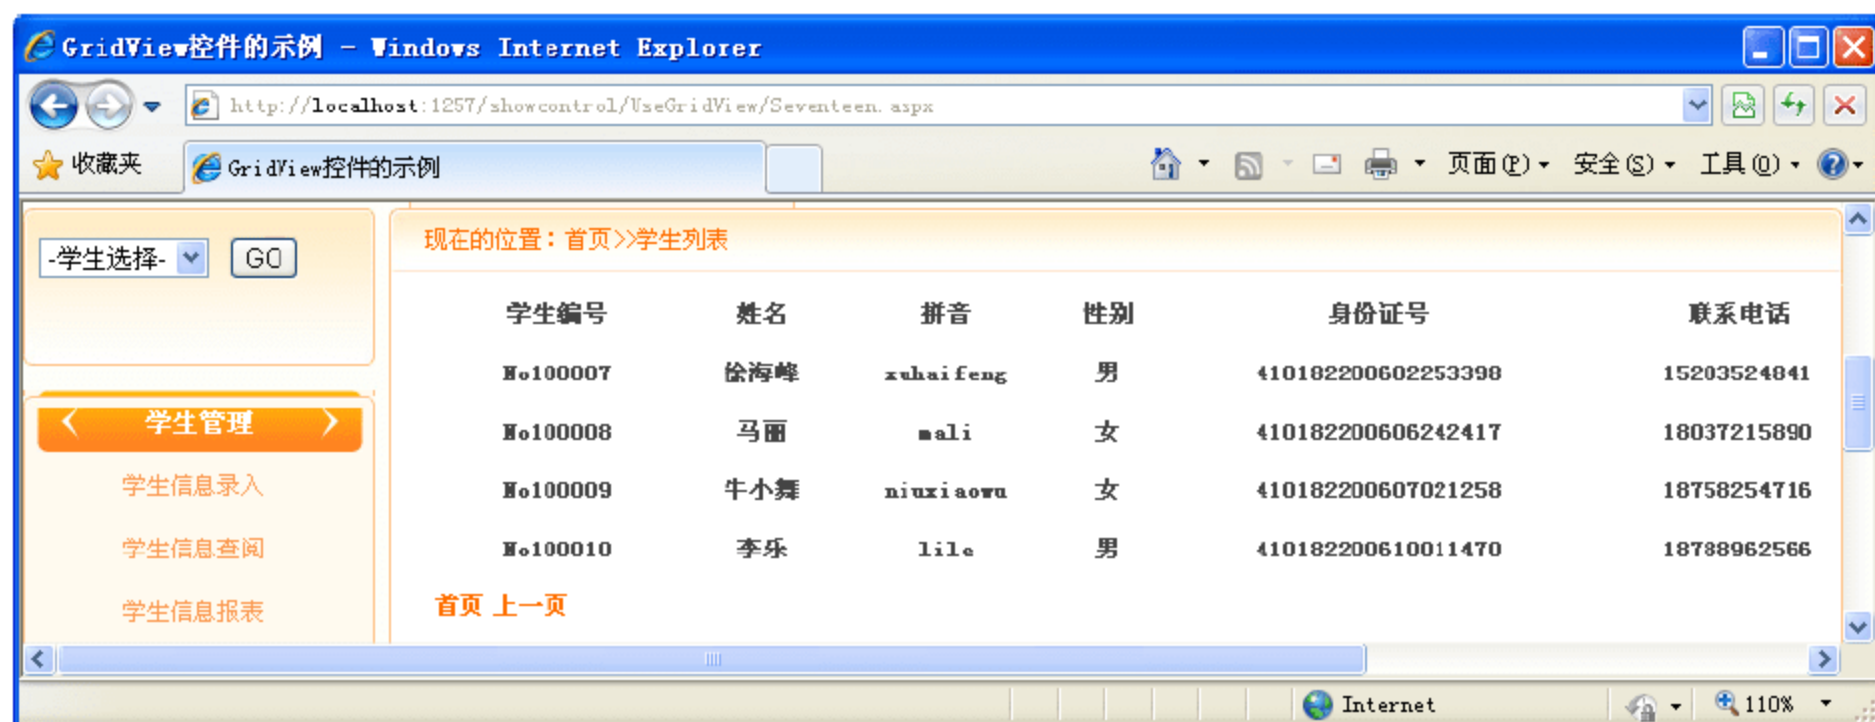 GridView控件的示例 - Windows Internet Explorer
http://localhost:1257/showcontrol/UseGridView/Seventeen.aspx
收藏夹 GridView控件的示例 页面(P) 安全(S) 工具(O)
-学生选择- GO
现在的位置：首页>>学生列表
学生编号 姓名 拼音 性别 身份证号 联系电话
No100007 徐海峰 xuhaifeng 男 410182200602253398 15203524841
No100008 马丽 mali 女 410182200606242417 18037215890
No100009 牛小舞 niuxiaowu 女 410182200607021258 18758254716
No100010 李乐 lile 男 410182200610011470 18788962566
首页 上一页
学生管理
学生信息录入
学生信息查阅
学生信息报表
Internet 110%